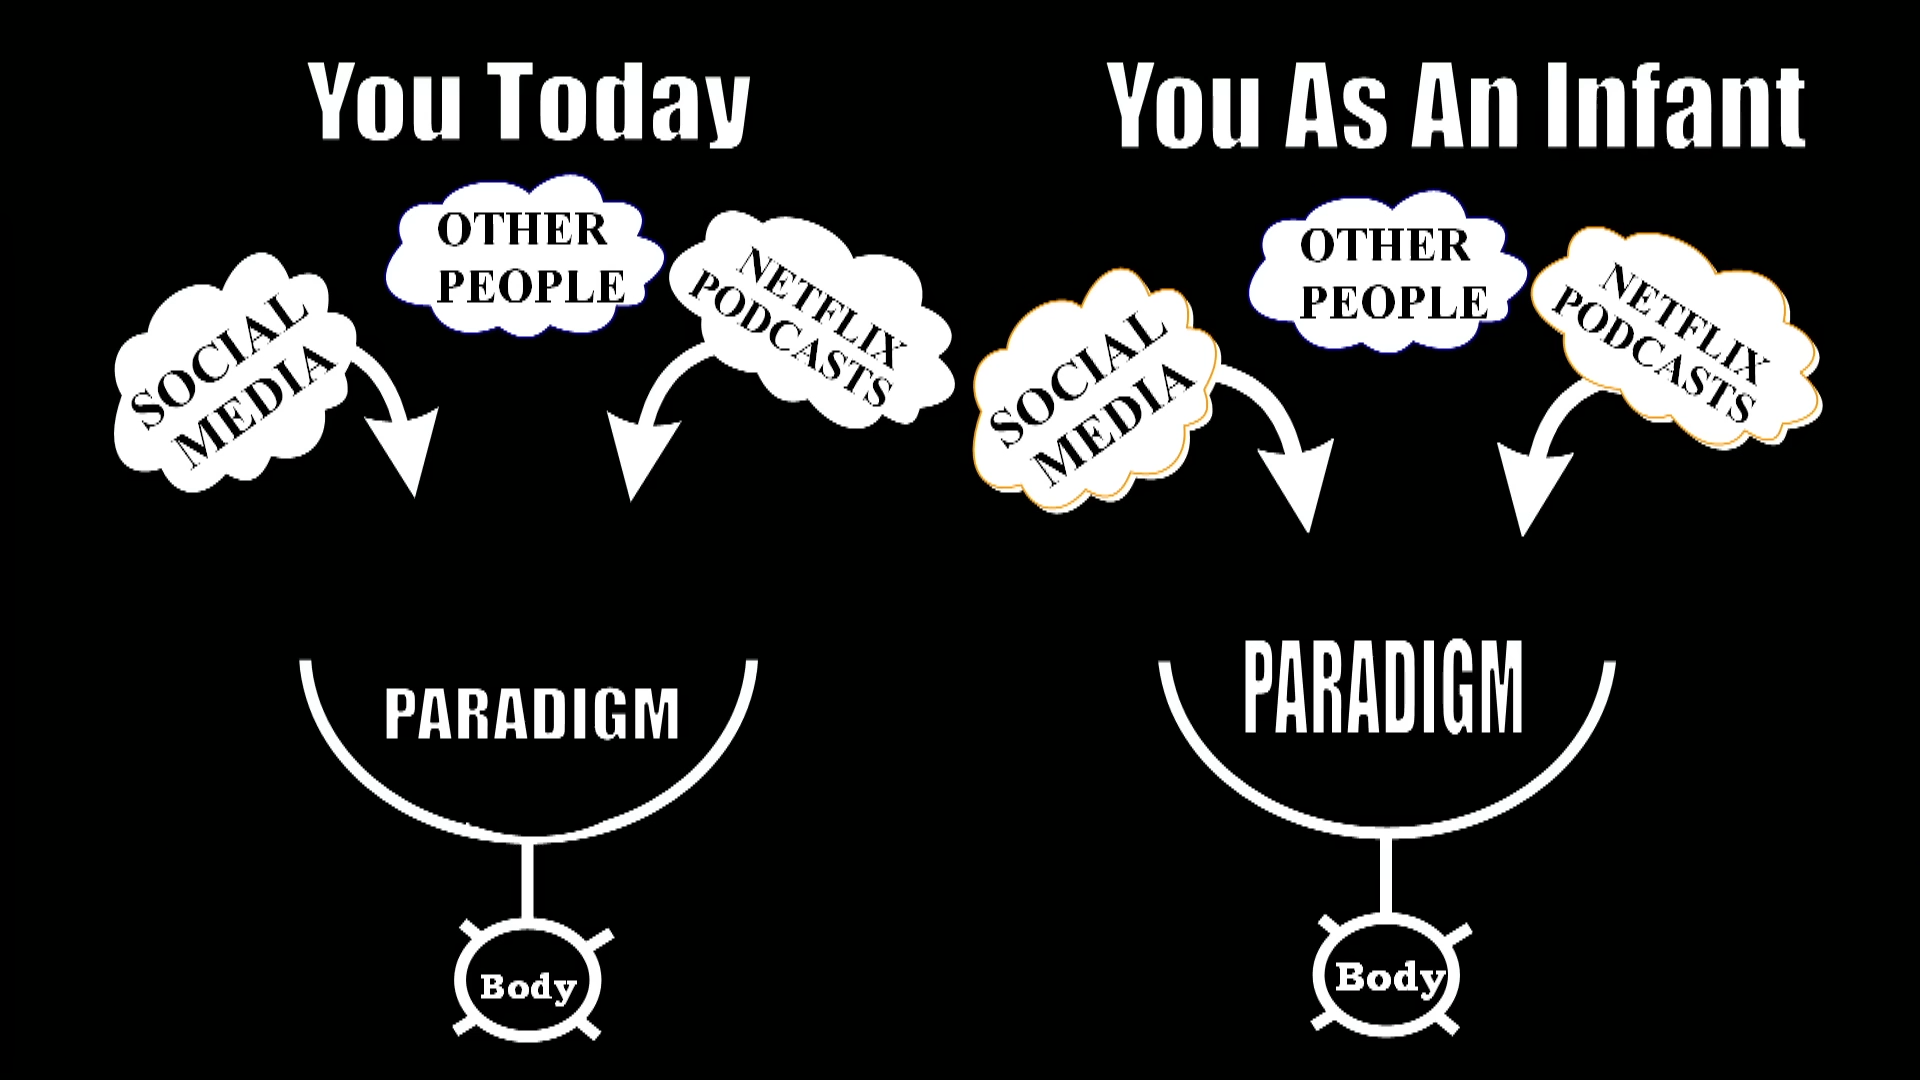 You Today
OTHER
PEOPLE
SOCIAL
MEDIA
NETFLIX
PODCASTS
PARADIGM
Body
You As An Infant
OTHER
PEOPLE
SOCIAL
MEDIA
NETFLIX
PODCASTS
PARADIGM
Body